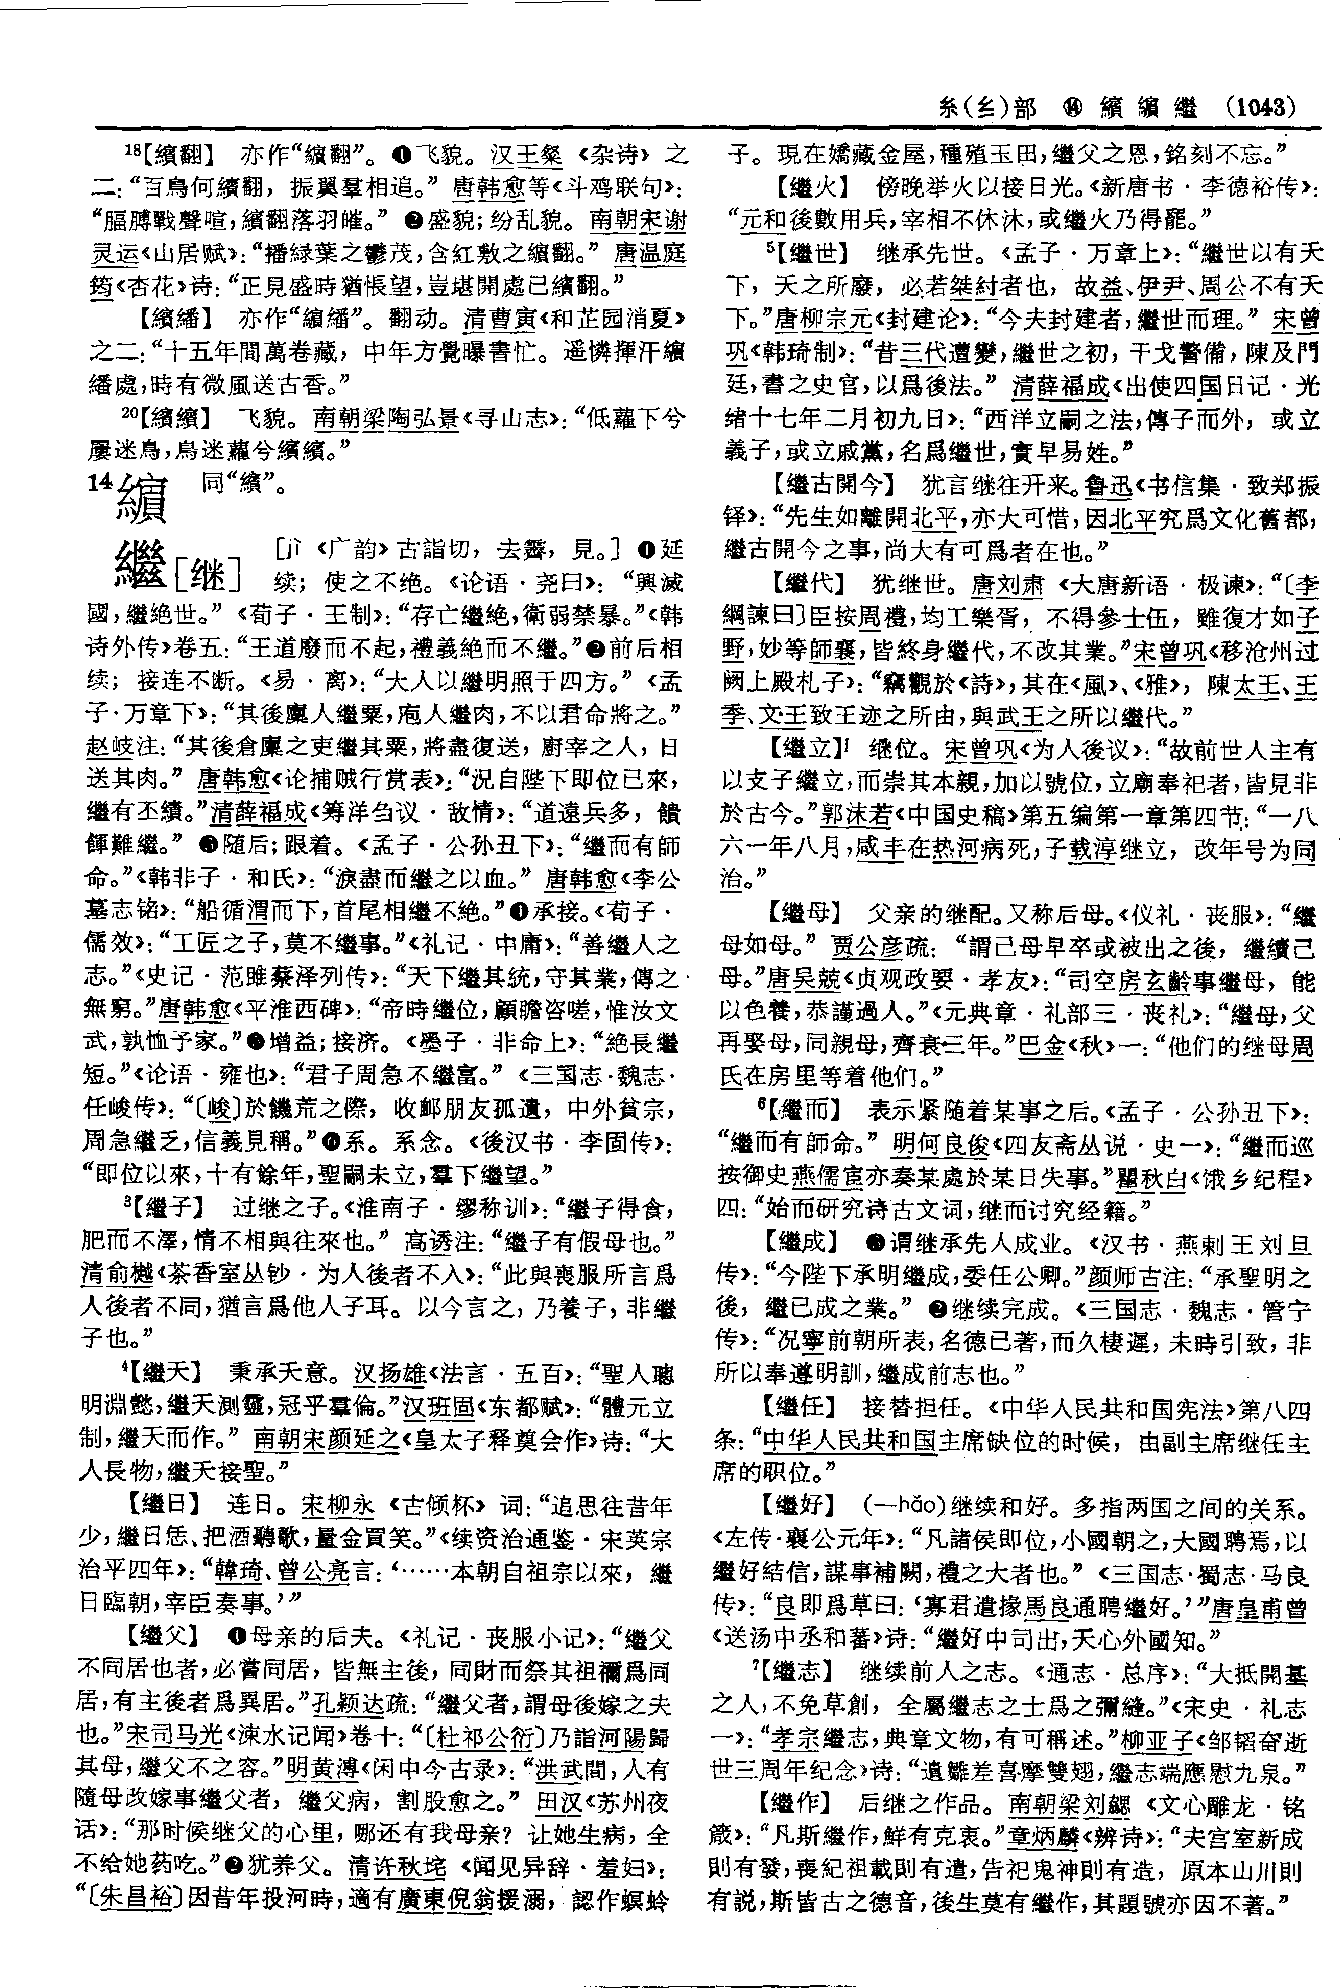 糸(纟)部 ⑭ 繽繽繼 (1043)
18【繽翻】 亦作“繽翻”。❶飞貌。汉王粲《杂诗》之
二：“百鳥何繽翻，振翼羣相追。” 唐韩愈等《斗鸡联句》：
“腷膊戰聲喧，繽翻落羽皠。” ❷盛貌；纷乱貌。南朝宋谢
灵运《山居赋》：“播緑葉之鬱茂，含紅敷之繽翻。” 唐温庭
筠《杏花》诗：“正見盛時猶悵望，豈堪開處已繽翻。”
【繽繙】 亦作“繽繙”。翻动。清曹寅《和芷园消夏》
之二：“十五年間萬卷藏，中年方覺曝書忙。遥憐揮汗繽
繙處，時有微風送古香。”
20【繽繽】 飞貌。南朝梁陶弘景《寻山志》：“低蘿下兮
屢迷鳥，鳥迷蘿兮繽繽。”
14繽 同“繽”。
繼［继］ ［jì《广韵》古詣切，去霽，見。］❶延
续；使之不绝。《论语·尧曰》：“興滅
國，繼絶世。”《荀子·王制》：“存亡繼絶，衛弱禁暴。”《韩
诗外传》卷五：“王道廢而不起，禮義絶而不繼。”❷前后相
续；接连不断。《易·离》：“大人以繼明照于四方。”《孟
子·万章下》：“其後廩人繼粟，庖人繼肉，不以君命將之。”
赵岐注：“其後倉廩之吏繼其粟，將盡復送，廚宰之人，日
送其肉。” 唐韩愈《论捕贼行赏表》：“況自陛下即位已來，
繼有丕績。”清薛福成《筹洋刍议·敌情》：“道遠兵多，饋
餫難繼。” ❸随后；跟着。《孟子·公孙丑下》：“繼而有師
命。”《韩非子·和氏》：“淚盡而繼之以血。” 唐韩愈《李公
墓志铭》：“船循渭而下，首尾相繼不絶。”❹承接。《荀子·
儒效》：“工匠之子，莫不繼事。”《礼记·中庸》：“善繼人之
志。”《史记·范雎蔡泽列传》：“天下繼其統，守其業，傳之
無窮。”唐韩愈《平淮西碑》：“帝時繼位，顧瞻咨嗟，惟汝文
武，孰恤予家。”❺增益；接济。《墨子·非命上》：“絶長繼
短。”《论语·雍也》：“君子周急不繼富。”《三国志·魏志·
任峻传》：“〔峻〕於饑荒之際，收卹朋友孤遺，中外貧宗，
周急繼乏，信義見稱。”❻系。系念。《後汉书·李固传》：
“即位以來，十有餘年，聖嗣未立，羣下繼望。”
3【繼子】 过继之子。《淮南子·缪称训》：“繼子得食，
肥而不澤，情不相與往來也。” 高诱注：“繼子有假母也。”
清俞樾《茶香室丛钞·为人後者不入》：“此與喪服所言爲
人後者不同，猶言爲他人子耳。以今言之，乃養子，非繼
子也。”
4【繼天】 秉承天意。汉扬雄《法言·五百》：“聖人聰
明淵懿，繼天測靈，冠乎羣倫。”汉班固《东都赋》：“體元立
制，繼天而作。” 南朝宋颜延之《皇太子释奠会作》诗：“大
人長物，繼天接聖。”
【繼日】 连日。宋柳永《古倾杯》词：“追思往昔年
少，繼日恁、把酒聽歌，量金買笑。”《续资治通鉴·宋英宗
治平四年》：“韓琦、曾公亮言：‘……本朝自祖宗以來，繼
日臨朝，宰臣奏事。’”
【繼父】 ❶母亲的后夫。《礼记·丧服小记》：“繼父
不同居也者，必嘗同居，皆無主後，同財而祭其祖禰爲同
居，有主後者爲異居。”孔颖达疏：“繼父者，謂母後嫁之夫
也。”宋司马光《涑水记闻》卷十：“〔杜祁公衍〕乃詣河陽歸
其母，繼父不之容。”明黄溥《闲中今古录》：“洪武間，人有
隨母改嫁事繼父者，繼父病，割股愈之。” 田汉《苏州夜
话》：“那时候继父的心里，哪还有我母亲？让她生病，全
不给她药吃。”❷犹养父。清许秋垞《闻见异辞·羞妇》：
“〔朱昌裕〕因昔年投河時，適有廣東倪翁援溺，認作螟蛉
子。現在嬌藏金屋，種殖玉田，繼父之恩，銘刻不忘。”
【繼火】 傍晚举火以接日光。《新唐书·李德裕传》：
“元和後數用兵，宰相不休沐，或繼火乃得罷。”
5【繼世】 继承先世。《孟子·万章上》：“繼世以有天
下，天之所廢，必若桀紂者也，故益、伊尹、周公不有天
下。”唐柳宗元《封建论》：“今夫封建者，繼世而理。” 宋曾
巩《韩琦制》：“昔三代遭變，繼世之初，干戈警備，陳及門
廷，書之史官，以爲後法。” 清薛福成《出使四国日记·光
绪十七年二月初九日》：“西洋立嗣之法，傳子而外，或立
義子，或立戚黨，名爲繼世，實早易姓。”
【繼古開今】 犹言继往开来。鲁迅《书信集·致郑振
铎》：“先生如離開北平，亦大可惜，因北平究爲文化舊都，
繼古開今之事，尚大有可爲者在也。”
【繼代】 犹继世。唐刘肃《大唐新语·极谏》：“〔李
綱諫曰〕臣按周禮，均工樂胥，不得參士伍，雖復才如子
野，妙等師襄，皆終身繼代，不改其業。”宋曾巩《移沧州过
阙上殿札子》：“竊觀於《詩》，其在《風》、《雅》，陳太王、王
季、文王致王迹之所由，與武王之所以繼代。”
【繼立】 继位。宋曾巩《为人後议》：“故前世人主有
以支子繼立，而崇其本親，加以號位，立廟奉祀者，皆見非
於古今。”郭沫若《中国史稿》第五编第一章第四节：“一八
六一年八月，咸丰在热河病死，子载淳继立，改年号为同
治。”
【繼母】 父亲的继配。又称后母。《仪礼·丧服》：“繼
母如母。” 贾公彦疏：“謂己母早卒或被出之後，繼續己
母。”唐吴兢《贞观政要·孝友》：“司空房玄齡事繼母，能
以色養，恭謹過人。”《元典章·礼部三·丧礼》：“繼母，父
再娶母，同親母，齊衰三年。”巴金《秋》一：“他们的继母周
氏在房里等着他们。”
6【繼而】 表示紧随着某事之后。《孟子·公孙丑下》：
“繼而有師命。” 明何良俊《四友斋丛说·史一》：“繼而巡
按御史燕儒宦亦奏某處於某日失事。”瞿秋白《饿乡纪程》
四：“始而研究诗古文词，继而讨究经籍。”
【繼成】 ❶谓继承先人成业。《汉书·燕剌王刘旦
传》：“今陛下承明繼成，委任公卿。”颜师古注：“承聖明之
後，繼已成之業。” ❷继续完成。《三国志·魏志·管宁
传》：“況寧前朝所表，名德已著，而久棲遲，未時引致，非
所以奉遵明訓，繼成前志也。”
【繼任】 接替担任。《中华人民共和国宪法》第八四
条：“中华人民共和国主席缺位的时候，由副主席继任主
席的职位。”
【繼好】 (—hǎo)继续和好。多指两国之间的关系。
《左传·襄公元年》：“凡諸侯即位，小國朝之，大國聘焉，以
繼好結信，謀事補闕，禮之大者也。”《三国志·蜀志·马良
传》：“良即爲草曰：‘寡君遣掾馬良通聘繼好。’”唐皇甫曾
《送汤中丞和蕃》诗：“繼好中司出，天心外國知。”
7【繼志】 继续前人之志。《通志·总序》：“大抵開基
之人，不免草創，全屬繼志之士爲之彌縫。”《宋史·礼志
一》：“孝宗繼志，典章文物，有可稱述。”柳亚子《邹韬奋逝
世三周年纪念》诗：“遺雛差喜摩雙翅，繼志端應慰九泉。”
【繼作】 后继之作品。南朝梁刘勰《文心雕龙·铭
箴》：“凡斯繼作，鮮有克衷。”章炳麟《辨诗》：“夫宫室新成
則有發，喪紀祖載則有遣，告祀鬼神則有造，原本山川則
有説，斯皆古之德音，後生莫有繼作，其題號亦因不著。”